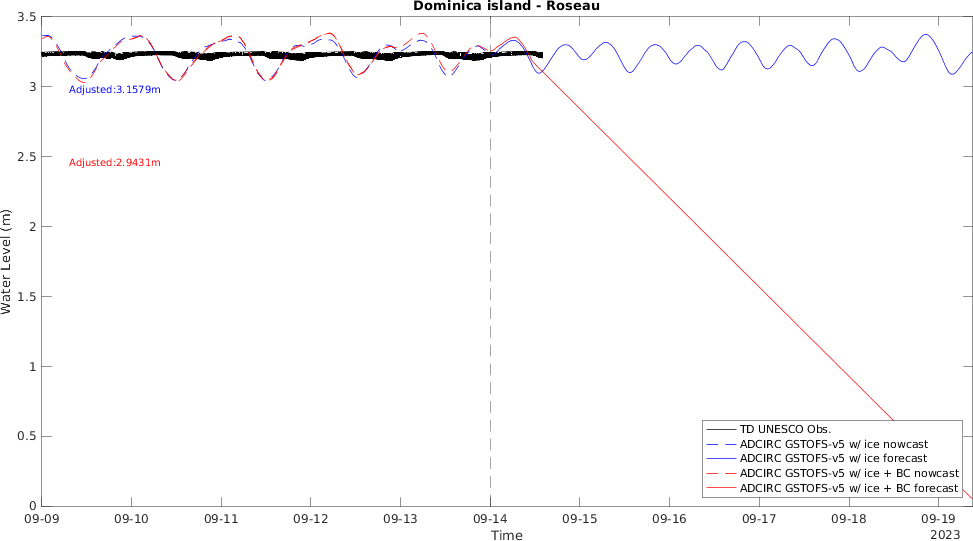 Dominica island - Roseau
3.5
3
2.5
2
1.5
1
0.5
0
Water Level (m)
Adjusted:3.1579m
Adjusted:2.9431m
TD UNESCO Obs.
ADCIRC GSTOFS-v5 w/ ice nowcast
ADCIRC GSTOFS-v5 w/ ice forecast
ADCIRC GSTOFS-v5 w/ ice + BC nowcast
ADCIRC GSTOFS-v5 w/ ice + BC forecast
09-09 09-10 09-11 09-12 09-13 09-14 09-15 09-16 09-17 09-18 09-19
Time
2023